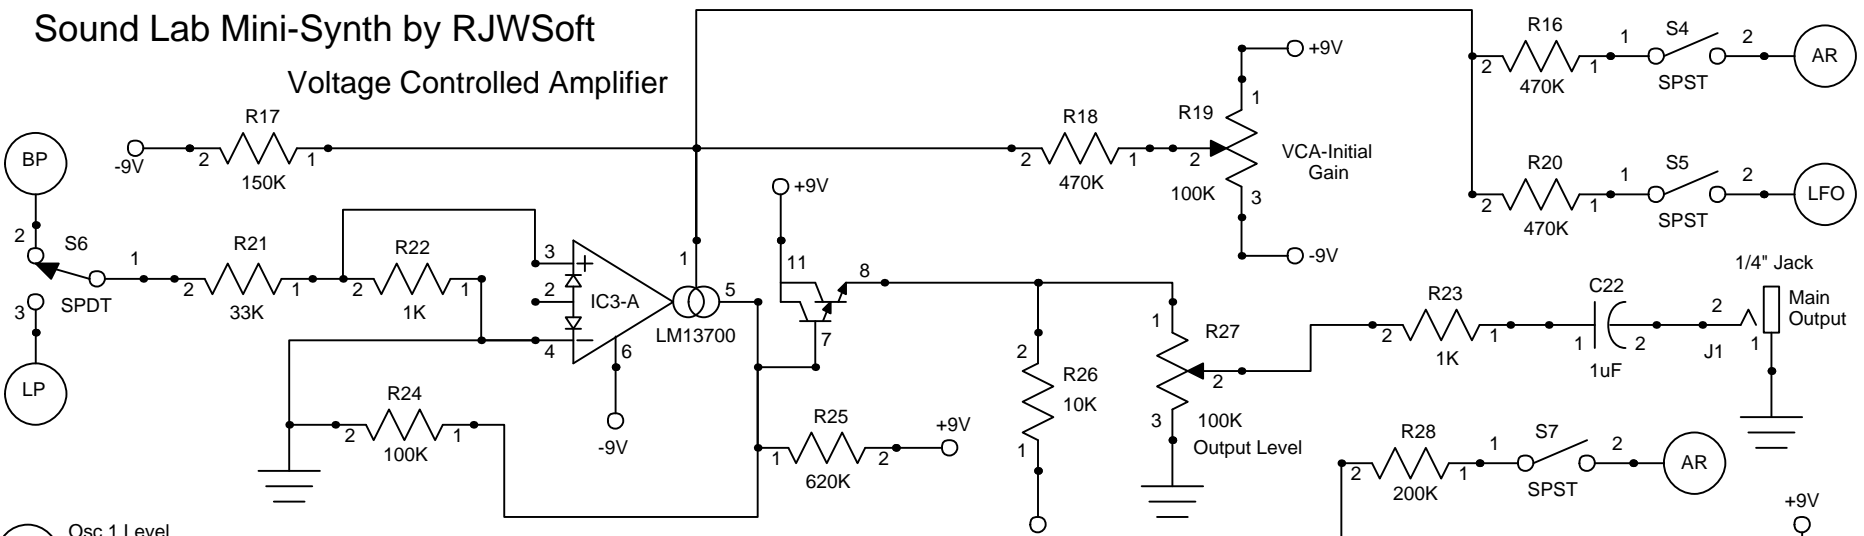 Sound Lab Mini-Synth by RJWSoft
Voltage Controlled Amplifier
R16
2
1
470K
1
S4
2
SPST
AR
+9V
R17
-9V
2
1
150K
BP
R18
2
1
470K
R19
1
2
100K
3
VCA-Initial
Gain
-9V
R20
2
1
470K
1
S5
2
SPST
LFO
+9V
2
S6
1
3
SPDT
LP
R21
2
1
33K
R22
2
1
1K
3
2
4
IC3-A
6
-9V
1
5
LM13700
11
8
7
R23
2
1
1K
C22
1
2
1uF
1/4" Jack
2
Main
Output
J1
1
2
R26
10K
1
1
R27
2
3
100K
Output Level
R24
2
1
100K
R25
1
2
620K
+9V
R28
2
1
200K
1
S7
2
SPST
AR
+9V
Osc 1 Level